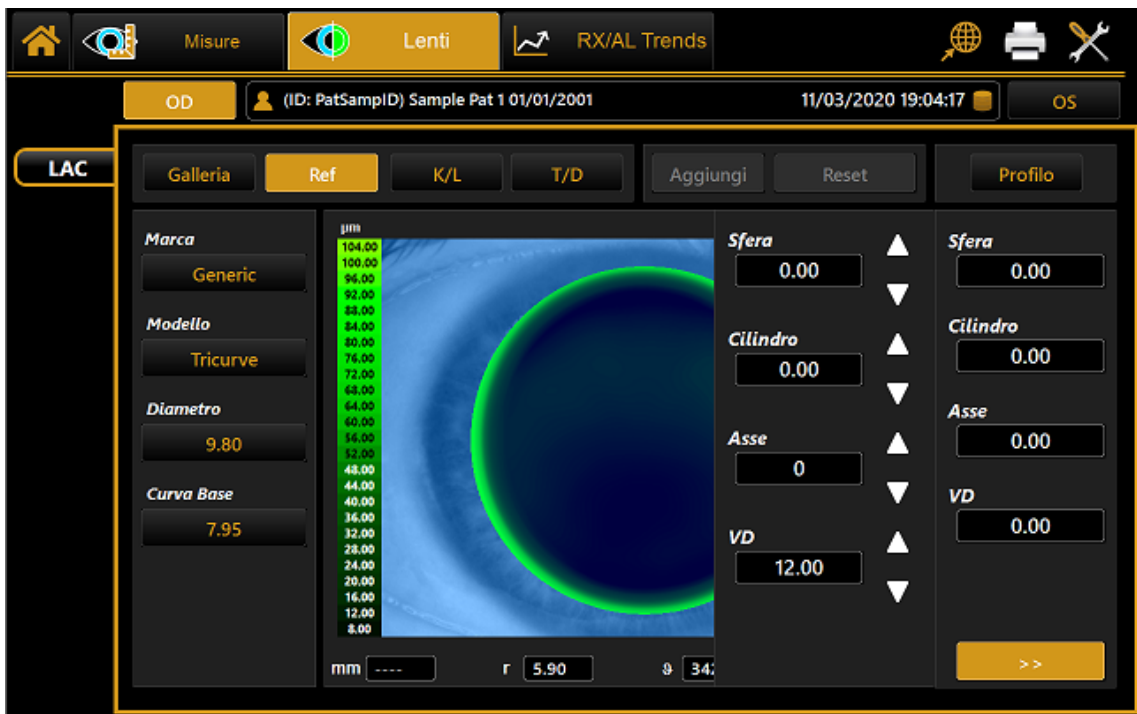 Misure
Lenti
RX/AL Trends
OD
(ID: PatSampID) Sample Pat 1 01/01/2001
11/03/2020 19:04:17
OS
LAC
Galleria
Ref
K/L
T/D
Aggiungi
Reset
Profilo
Marca
Generic
Modello
Tricurve
Diametro
9.80
Curva Base
7.95
µm
104.00
100.00
96.00
92.00
88.00
84.00
80.00
76.00
72.00
68.00
64.00
60.00
56.00
52.00
48.00
44.00
40.00
36.00
32.00
28.00
24.00
20.00
16.00
12.00
8.00
mm ----
r 5.90
ϑ 342
Sfera
0.00
Cilindro
0.00
Asse
0
VD
12.00
Sfera
0.00
Cilindro
0.00
Asse
0.00
VD
0.00
>>